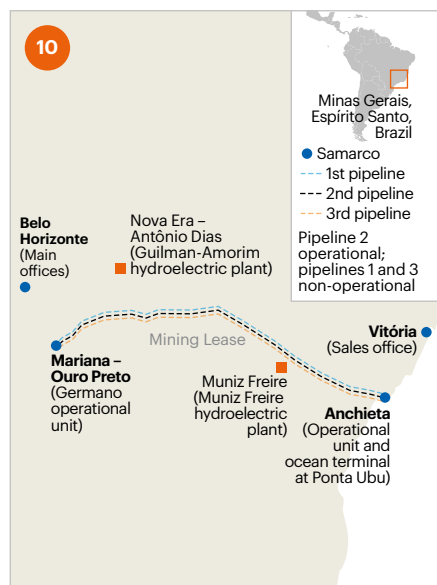 10
Minas Gerais,
Espírito Santo,
Brazil
Samarco
1st pipeline
2nd pipeline
3rd pipeline
Pipeline 2
operational;
pipelines 1 and 3
non-operational
Belo
Horizonte
(Main
offices)
Nova Era –
Antônio Dias
(Guilman-Amorim
hydroelectric plant)
Mining Lease
Vitória
(Sales office)
Mariana –
Ouro Preto
(Germano
operational
unit)
Muniz Freire
(Muniz Freire
hydroelectric
plant)
Anchieta
(Operational
unit and
ocean terminal
at Ponta Ubu)